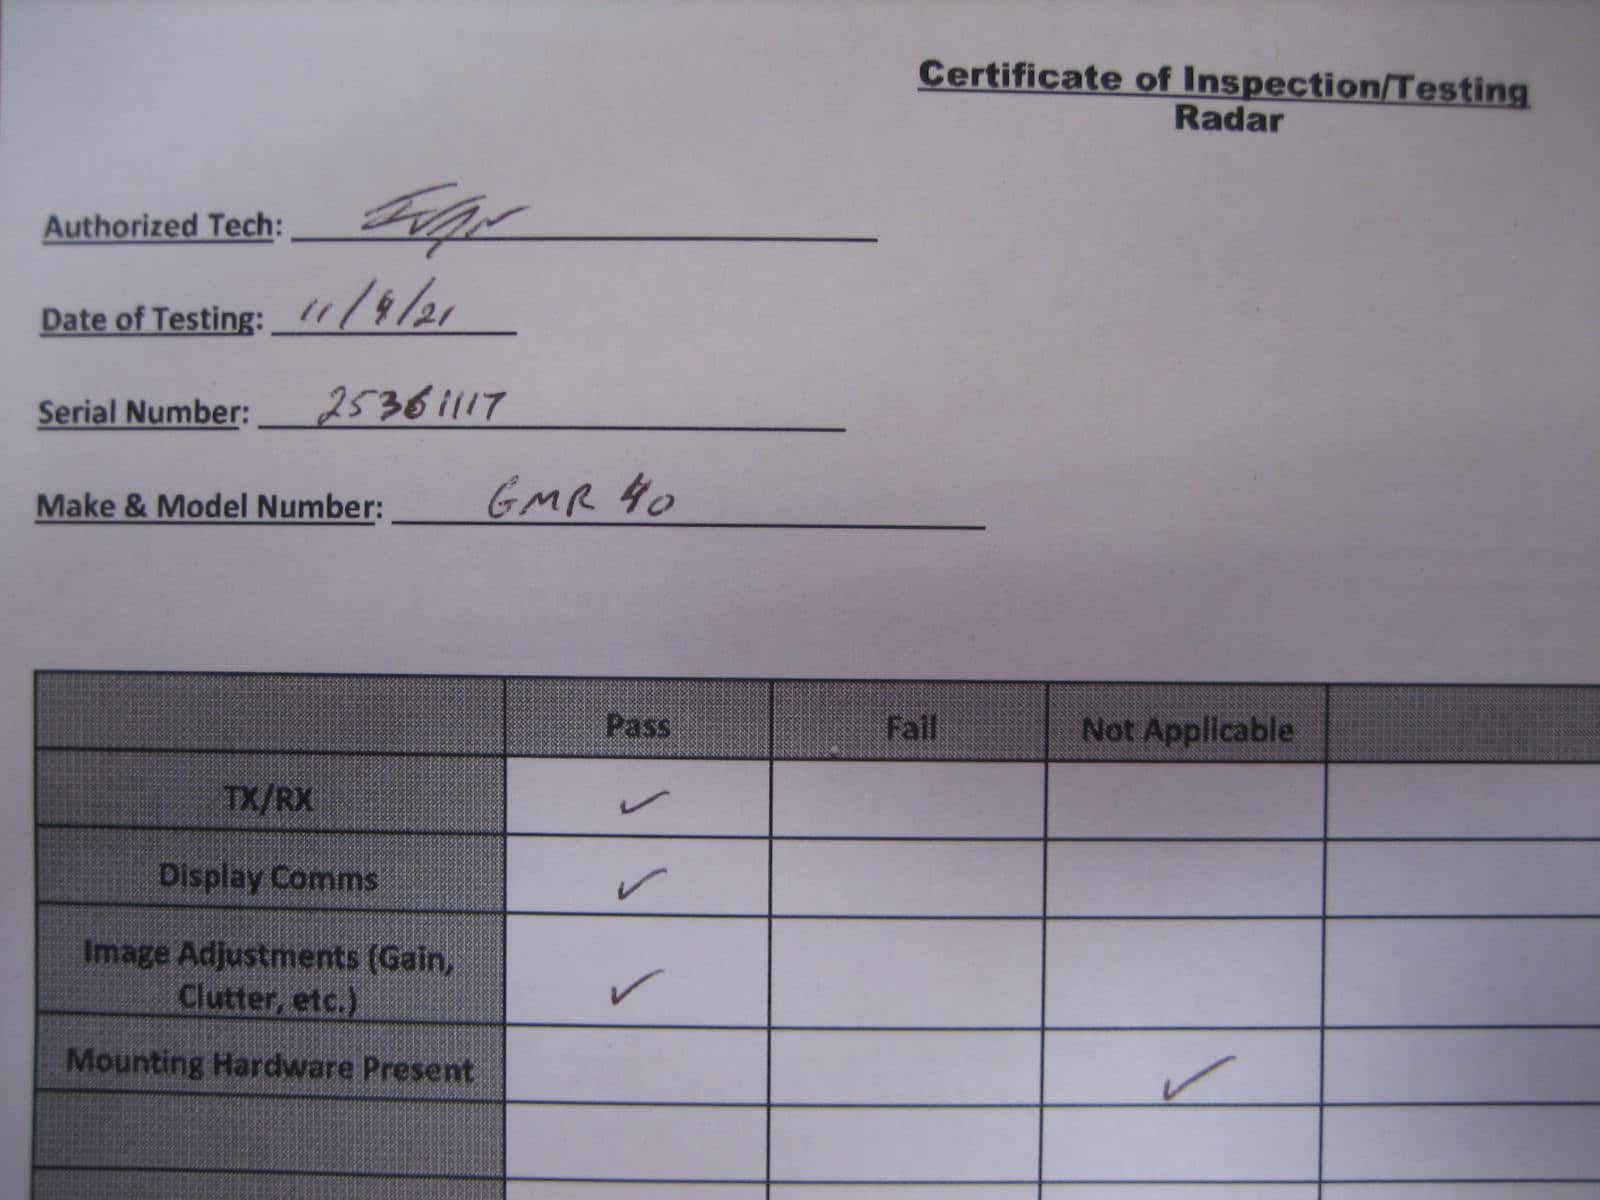 Certificate of Inspection/Testing
Radar
Authorized Tech:
Date of Testing: 11/9/21
Serial Number: 25361117
Make & Model Number: GMR 40
Pass Fail Not Applicable
TX/RX ✓
Display Comms ✓
Image Adjustments (Gain,
Clutter, etc.) ✓
Mounting Hardware Present ✓